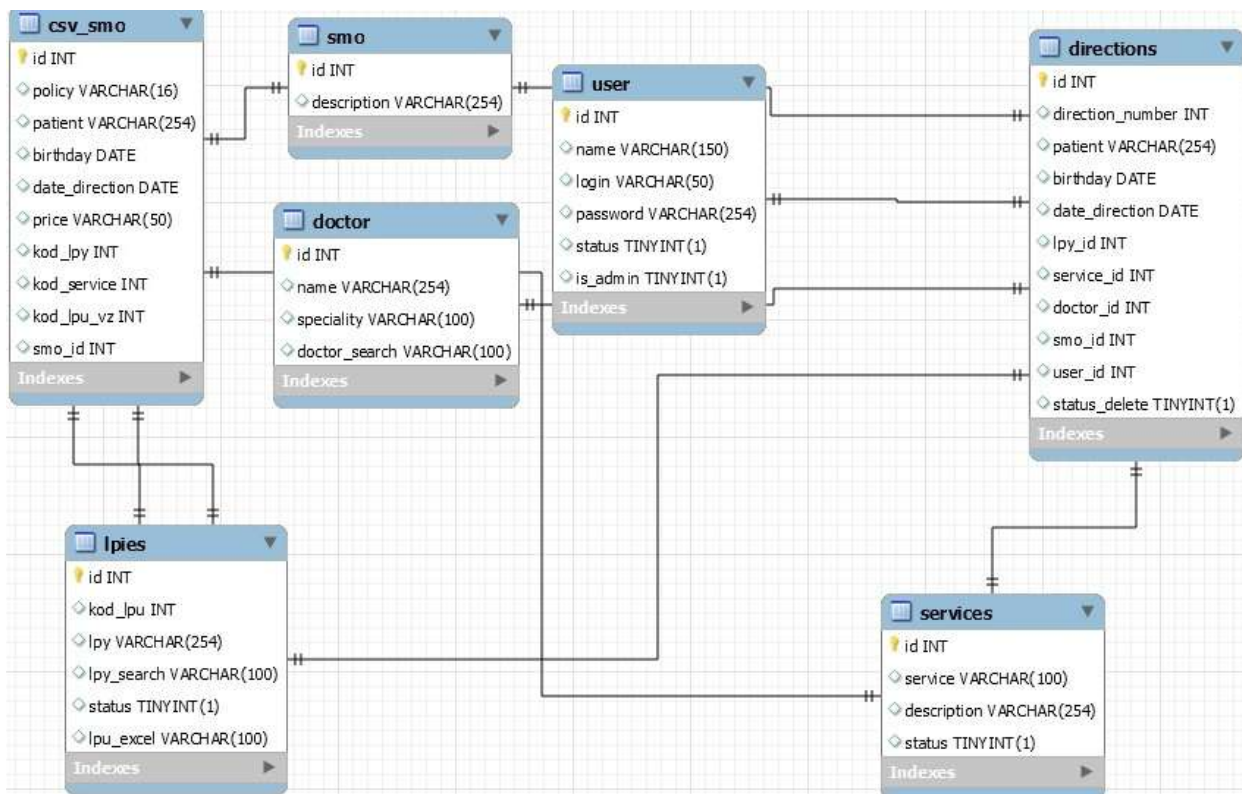 csv_smo
id INT
policy VARCHAR(16)
patient VARCHAR(254)
birthday DATE
date_direction DATE
price VARCHAR(50)
kod_lpy INT
kod_service INT
kod_lpu_vz INT
smo_id INT
Indexes
smo
id INT
description VARCHAR(254)
Indexes
user
id INT
name VARCHAR(150)
login VARCHAR(50)
password VARCHAR(254)
status TINYINT(1)
is_admin TINYINT(1)
Indexes
directions
id INT
direction_number INT
patient VARCHAR(254)
birthday DATE
date_direction DATE
lpy_id INT
service_id INT
doctor_id INT
smo_id INT
user_id INT
status_delete TINYINT(1)
Indexes
doctor
id INT
name VARCHAR(254)
speciality VARCHAR(100)
doctor_search VARCHAR(100)
Indexes
lpies
id INT
kod_lpu INT
lpy VARCHAR(254)
lpy_search VARCHAR(100)
status TINYINT(1)
lpu_excel VARCHAR(100)
Indexes
services
id INT
service VARCHAR(100)
description VARCHAR(254)
status TINYINT(1)
Indexes